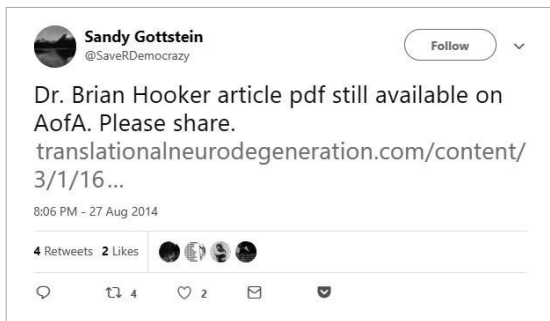 Sandy Gottstein
@SaveRDemocrazy
Follow
Dr. Brian Hooker article pdf still available on
AofA. Please share.
translationalneurodegeneration.com/content/
3/1/16...
8:06 PM - 27 Aug 2014
4 Retweets 2 Likes
4 2